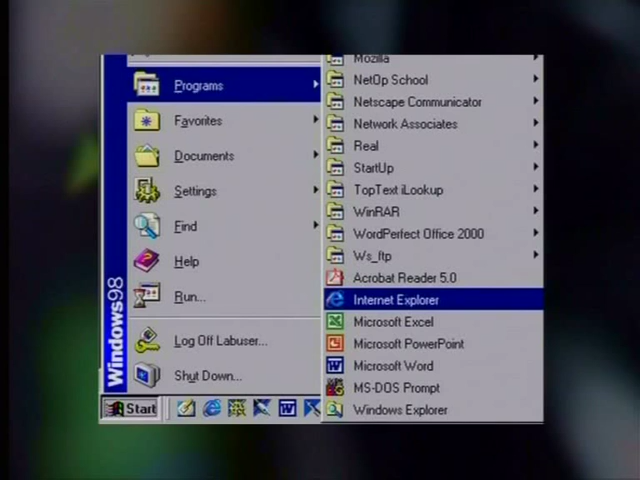 Programs
Favorites
Documents
Settings
Find
Help
Run...
Log Off Labuser...
Shut Down...
Windows98
Start
Mozilla
NetOp School
Netscape Communicator
Network Associates
Real
StartUp
TopText iLookup
WinRAR
WordPerfect Office 2000
Ws_ftp
Acrobat Reader 5.0
Internet Explorer
Microsoft Excel
Microsoft PowerPoint
Microsoft Word
MS-DOS Prompt
Windows Explorer